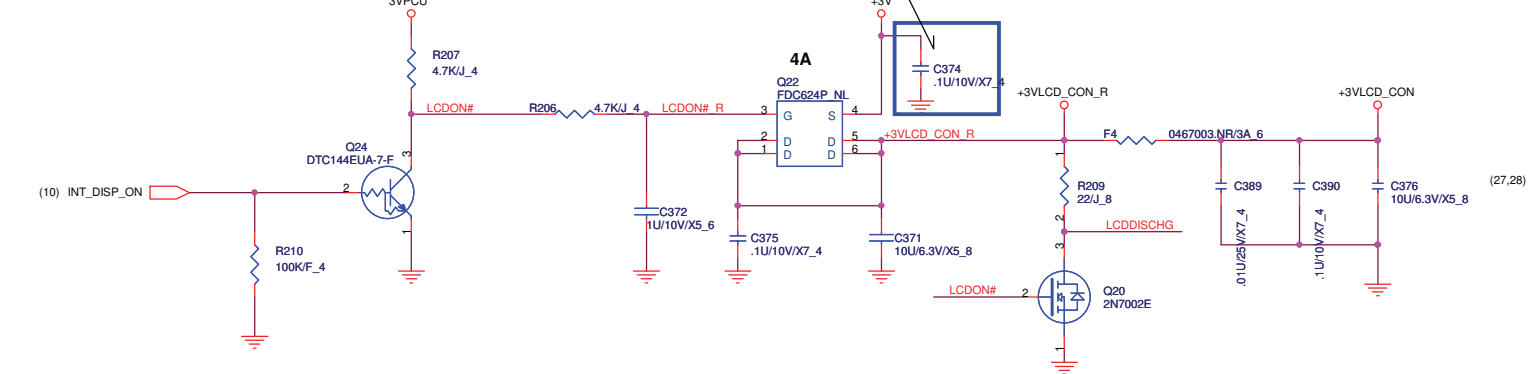 3VPCU
+3V
R207
4.7K/J_4
4A
C374
.1U/10V/X7_4
Q22
FDC624P_NL
+3VLCD_CON_R
+3VLCD_CON
LCDON#
R206
4.7K/J_4
LCDON#_R
3
G
S
4
2
D
D
5
+3VLCD_CON_R
1
D
D
6
F4
0467003.NR/3A_6
Q24
DTC144EUA-7-F
3
1
(10)
INT_DISP_ON
2
1
R209
22/J_8
2
C389
.01U/25V/X7_4
C390
.1U/10V/X7_4
C376
10U/6.3V/X5_8
(27,28)
C372
1U/10V/X5_6
C375
.1U/10V/X7_4
C371
10U/6.3V/X5_8
LCDDISCHG
3
R210
100K/F_4
LCDON#
2
Q20
2N7002E
1